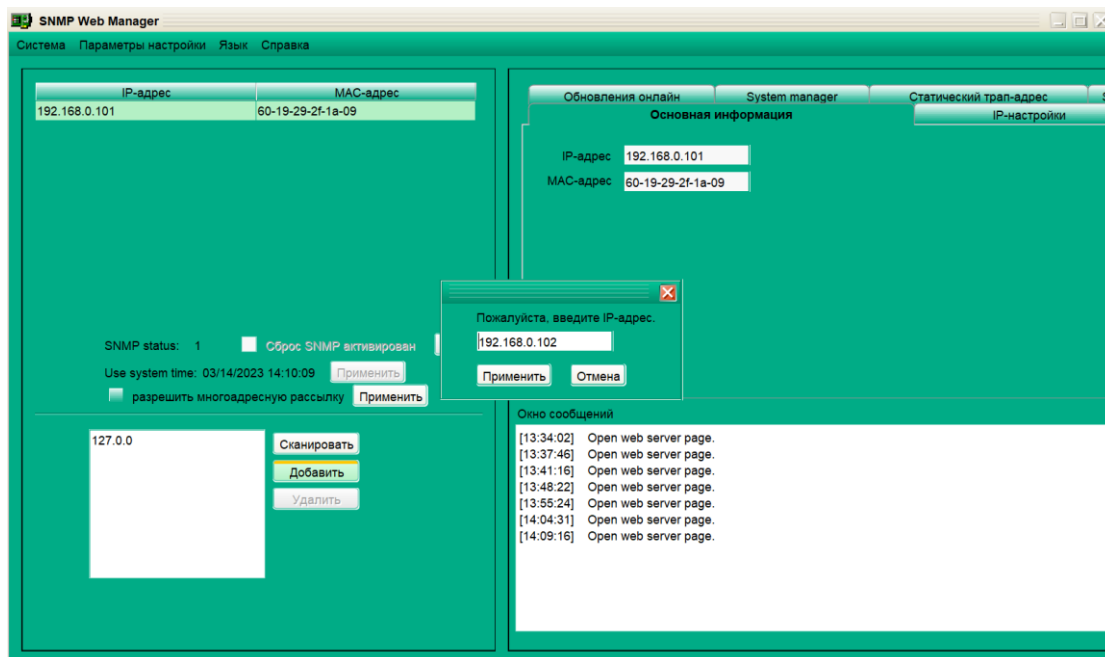 SNMP Web Manager
Система Параметры настройки Язык Справка
IP-адрес MAC-адрес
192.168.0.101 60-19-29-2f-1a-09
SNMP status: 1 Сброс SNMP активирован
Use system time: 03/14/2023 14:10:09 Применить
разрешить многоадресную рассылку Применить
127.0.0
Сканировать
Добавить
Удалить
Обновления онлайн System manager Статический трап-адрес
Основная информация IP-настройки
IP-адрес 192.168.0.101
MAC-адрес 60-19-29-2f-1a-09
Пожалуйста, введите IP-адрес.
192.168.0.102
Применить Отмена
Окно сообщений
[13:34:02] Open web server page.
[13:37:46] Open web server page.
[13:41:16] Open web server page.
[13:48:22] Open web server page.
[13:55:24] Open web server page.
[14:04:31] Open web server page.
[14:09:16] Open web server page.